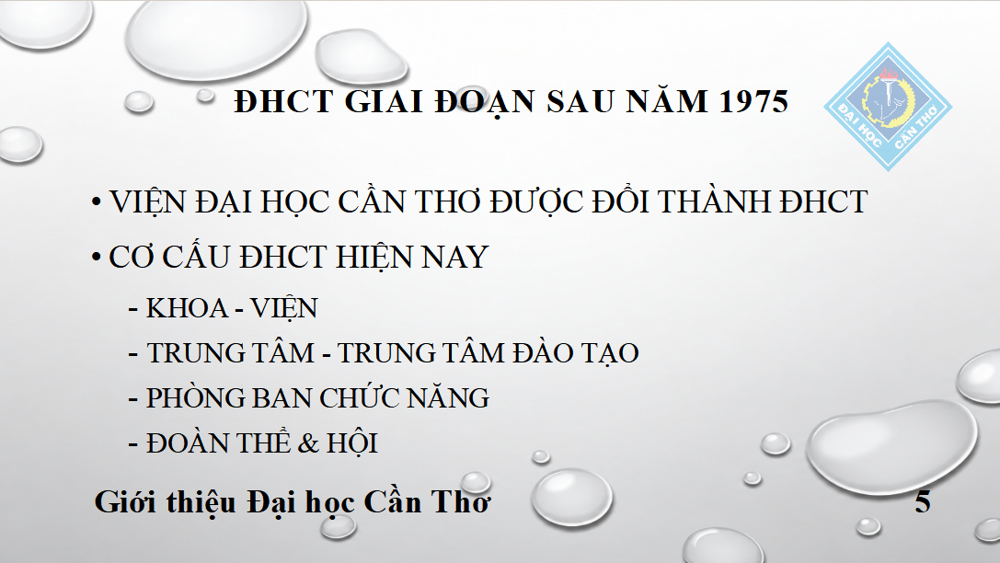 ĐHCT GIAI ĐOẠN SAU NĂM 1975
ĐẠI HỌC CẦN THƠ
• VIỆN ĐẠI HỌC CẦN THƠ ĐƯỢC ĐỔI THÀNH ĐHCT
• CƠ CẤU ĐHCT HIỆN NAY
- KHOA - VIỆN
- TRUNG TÂM - TRUNG TÂM ĐÀO TẠO
- PHÒNG BAN CHỨC NĂNG
- ĐOÀN THỂ & HỘI
Giới thiệu Đại học Cần Thơ 5